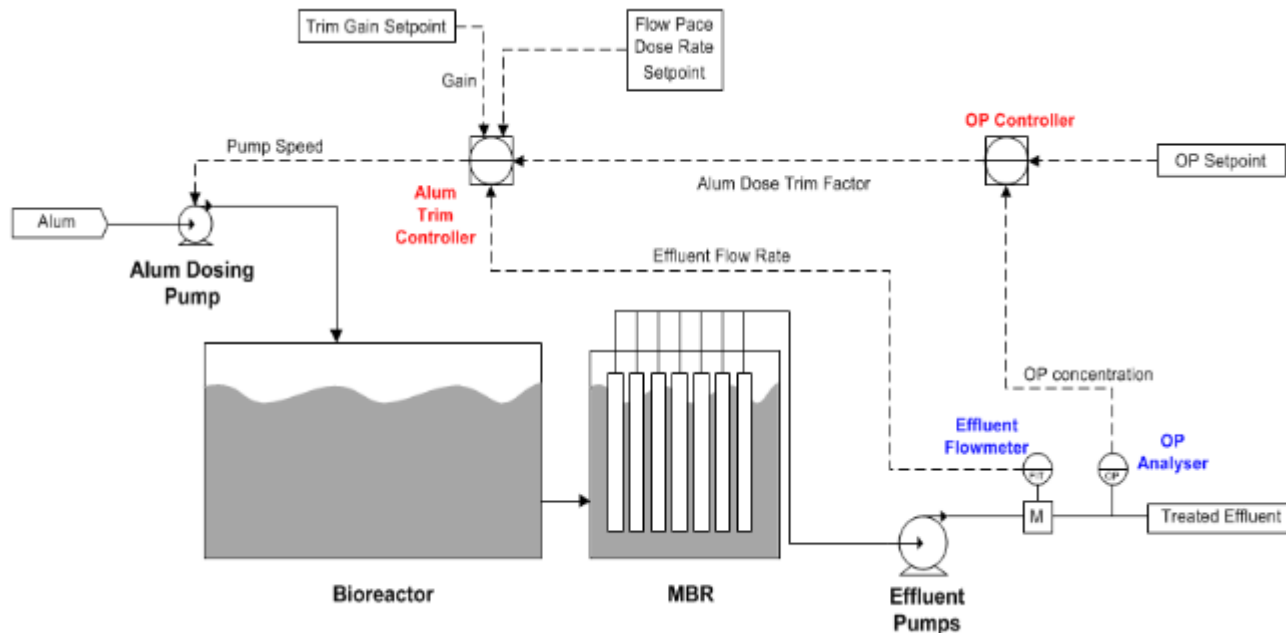 Trim Gain Setpoint
Flow Pace
Dose Rate
Setpoint
Gain
OP Controller
Pump Speed
OP Setpoint
Alum Dose Trim Factor
Alum
Trim
Controller
Alum
Effluent Flow Rate
Alum Dosing
Pump
OP concentration
Effluent
Flowmeter
OP
Analyser
FIT
OP
M
Treated Effluent
Bioreactor
MBR
Effluent
Pumps